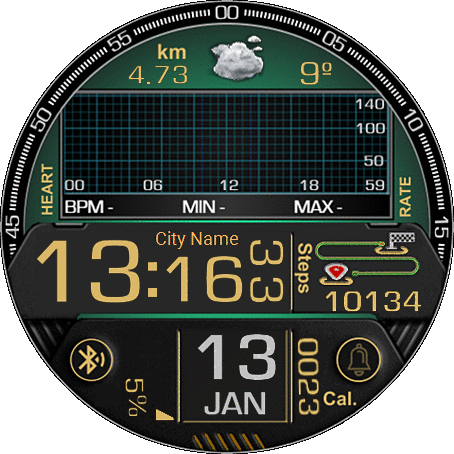 00
55
05
50
10
45
15
km
4.73
9º
140
100
50
HEART
RATE
00 06 12 18 59
BPM - MIN - MAX -
City Name
13:16 33
Steps
10134
13
JAN
5%
0023
Cal.